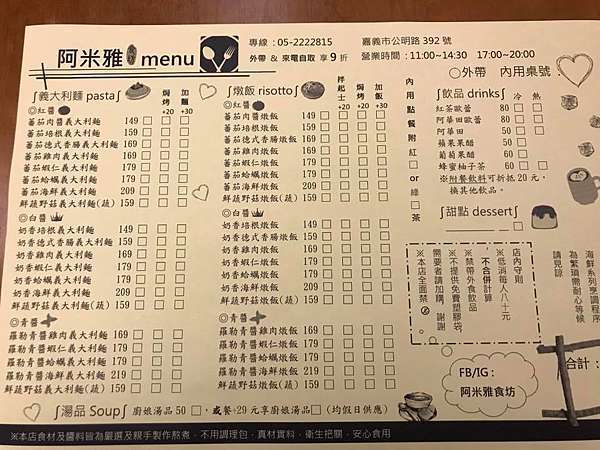 阿米雅 menu
專線：05-2222815
嘉義市公明路 392 號
外帶 & 來電自取 享 9 折
營業時間：11:00~14:30 17:00~20:00
○外帶 內用桌號：
義大利麵 pasta
焗烤 +20
加麵 +30
◎紅醬
蕃茄肉醬義大利麵 149 □ □ □
蕃茄培根義大利麵 159 □ □ □
蕃茄德式香腸義大利麵 169 □ □ □
蕃茄雞肉義大利麵 169 □ □ □
蕃茄蝦仁義大利麵 179 □ □ □
蕃茄蛤蠣義大利麵 179 □ □ □
蕃茄海鮮義大利麵 209 □ □ □
鮮蔬野菇義大利麵(蔬) 159 □ □ □
◎白醬
奶香培根義大利麵 159 □ □ □
奶香德式香腸義大利麵 159 □ □ □
奶香雞肉義大利麵 169 □ □ □
奶香蝦仁義大利麵 179 □ □ □
奶香蛤蠣義大利麵 179 □ □ □
奶香海鮮義大利麵 209 □ □ □
鮮蔬野菇義大利麵(蔬) 159 □ □ □
◎青醬
羅勒青醬雞肉義大利麵 169 □ □ □
羅勒青醬蝦仁義大利麵 179 □ □ □
羅勒青醬蛤蠣義大利麵 179 □ □ □
羅勒青醬海鮮義大利麵 219 □ □ □
鮮蔬野菇義大利麵(蔬) 159 □ □ □
燉飯 risotto
拌起士 +20
焗烤 +20
加飯 +30
◎紅醬
蕃茄肉醬燉飯 149 □ □ □ □
蕃茄培根燉飯 159 □ □ □ □
蕃茄德式香腸燉飯 159 □ □ □ □
蕃茄雞肉燉飯 169 □ □ □ □
蕃茄蝦仁燉飯 179 □ □ □ □
蕃茄蛤蠣燉飯 179 □ □ □ □
蕃茄海鮮燉飯 209 □ □ □ □
鮮蔬野菇燉飯(蔬) 159 □ □ □ □
◎白醬
奶香培根燉飯 159 □ □ □ □
奶香德式香腸燉飯 159 □ □ □ □
奶香雞肉燉飯 169 □ □ □ □
奶香蝦仁燉飯 179 □ □ □ □
奶香蛤蠣燉飯 179 □ □ □ □
奶香海鮮燉飯 209 □ □ □ □
鮮蔬野菇燉飯(蔬) 159 □ □ □ □
◎青醬
羅勒青醬雞肉燉飯 169 □ □ □ □
羅勒青醬蝦仁燉飯 179 □ □ □ □
羅勒青醬蛤蠣燉飯 179 □ □ □ □
羅勒青醬海鮮燉飯 219 □ □ □ □
鮮蔬野菇燉飯(蔬) 159 □ □ □ □
內用點餐附紅□ or 綠□茶
飲品 drinks
冷 熱
紅茶歐蕾 80 □ □
阿華田歐蕾 80 □ □
阿華田 50 □ □
蘋果果醋 80 □
葡萄果醋 80 □
蜂蜜柚子茶 60 □ □
※附餐飲料可折抵 20 元，
換其他飲品。
甜點 dessert
店內守則
※低消每人八十元
不合併計算
※禁帶外食飲品
※不提供免費塑膠袋
需要者請加購，謝謝
※本店全面禁
海鮮系列烹調程序
為繁瑣需耐心等候
請見諒
合計：
FB/IG：
阿米雅食坊
湯品 Soup
廚娘湯品 50 □，或餐+29 元享廚娘湯品□ (均假日供應)
※本店食材及醬料皆為嚴選及親手製作熬煮，不用調理包，真材實料，衛生把關，安心食用